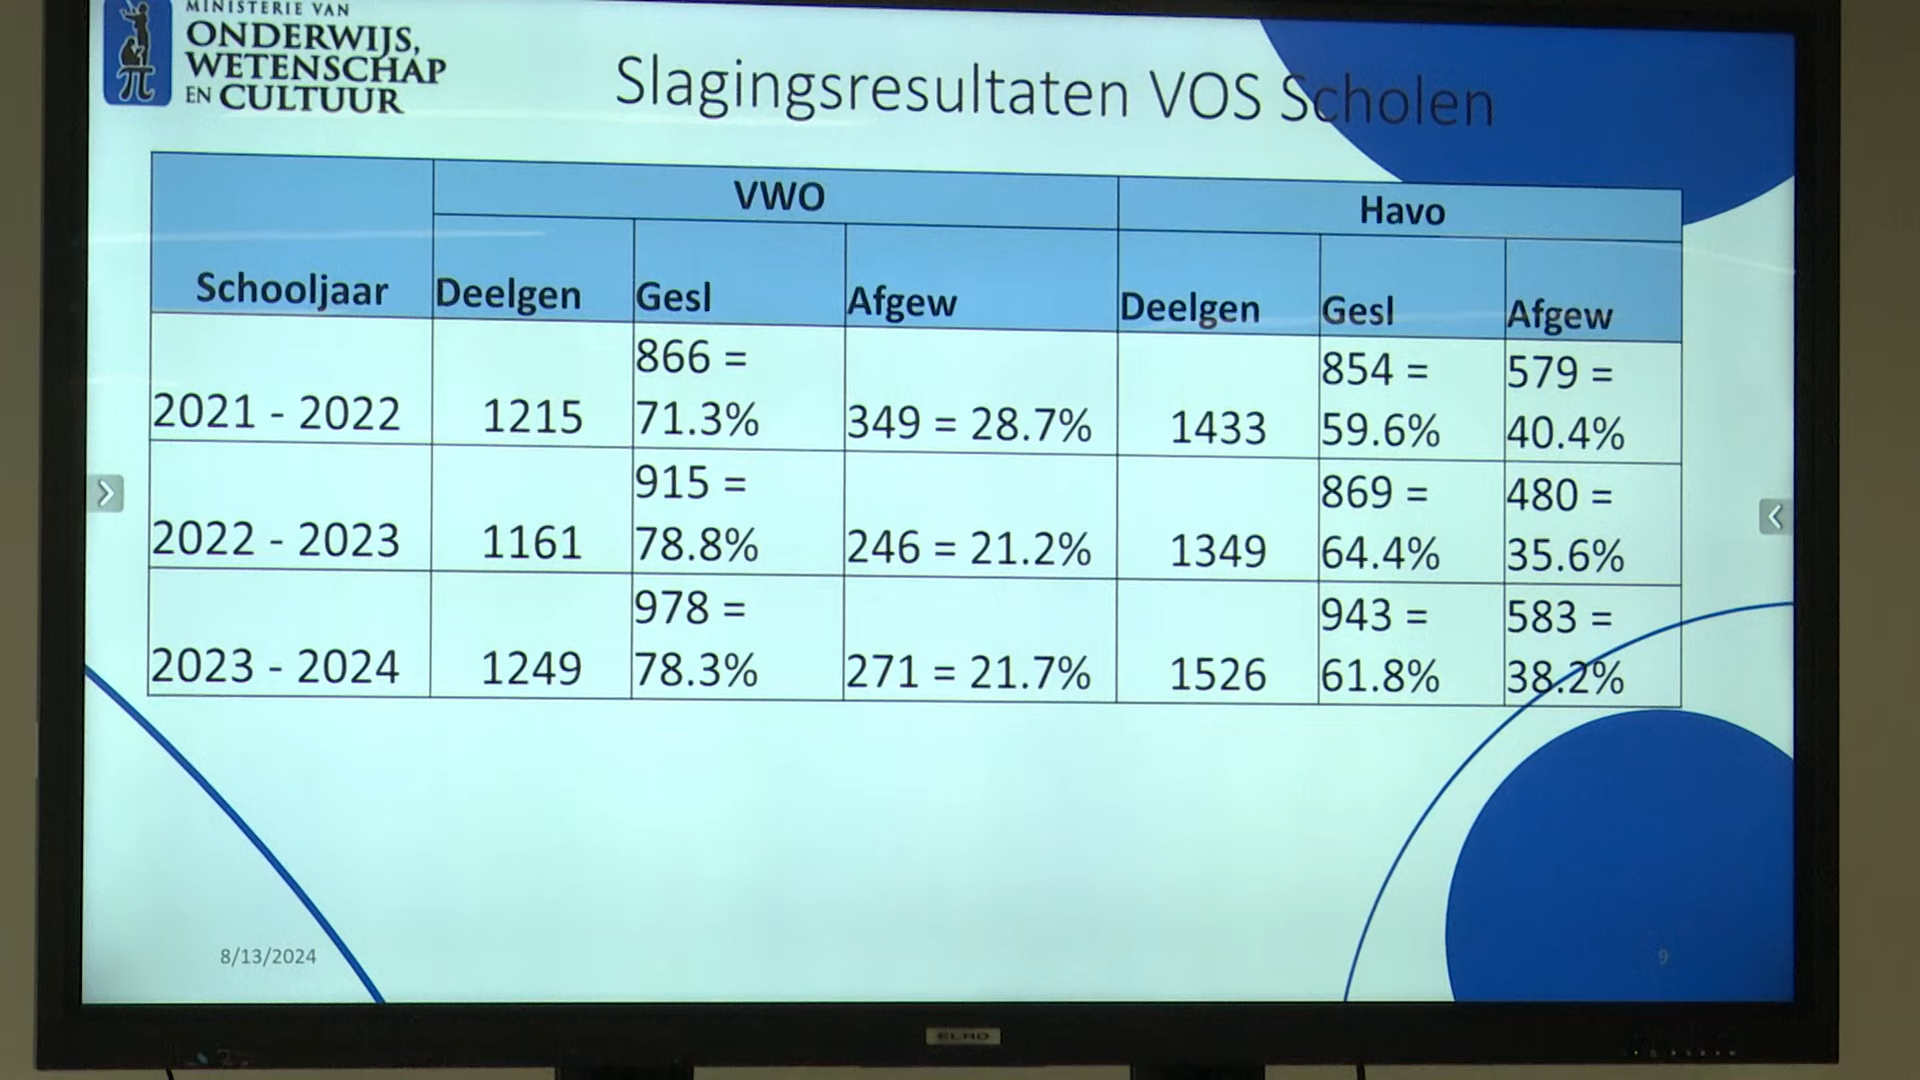 MINISTERIE VAN
ONDERWIJS,
WETENSCHAP
EN CULTUUR
Slagingsresultaten VOS Scholen
VWO
Havo
Schooljaar
Deelgen
Gesl
Afgew
Deelgen
Gesl
Afgew
2021 - 2022
1215
866 =
71.3%
349 = 28.7%
1433
854 =
59.6%
579 =
40.4%
2022 - 2023
1161
915 =
78.8%
246 = 21.2%
1349
869 =
64.4%
480 =
35.6%
2023 - 2024
1249
978 =
78.3%
271 = 21.7%
1526
943 =
61.8%
583 =
38.2%
8/13/2024
9
ELMO